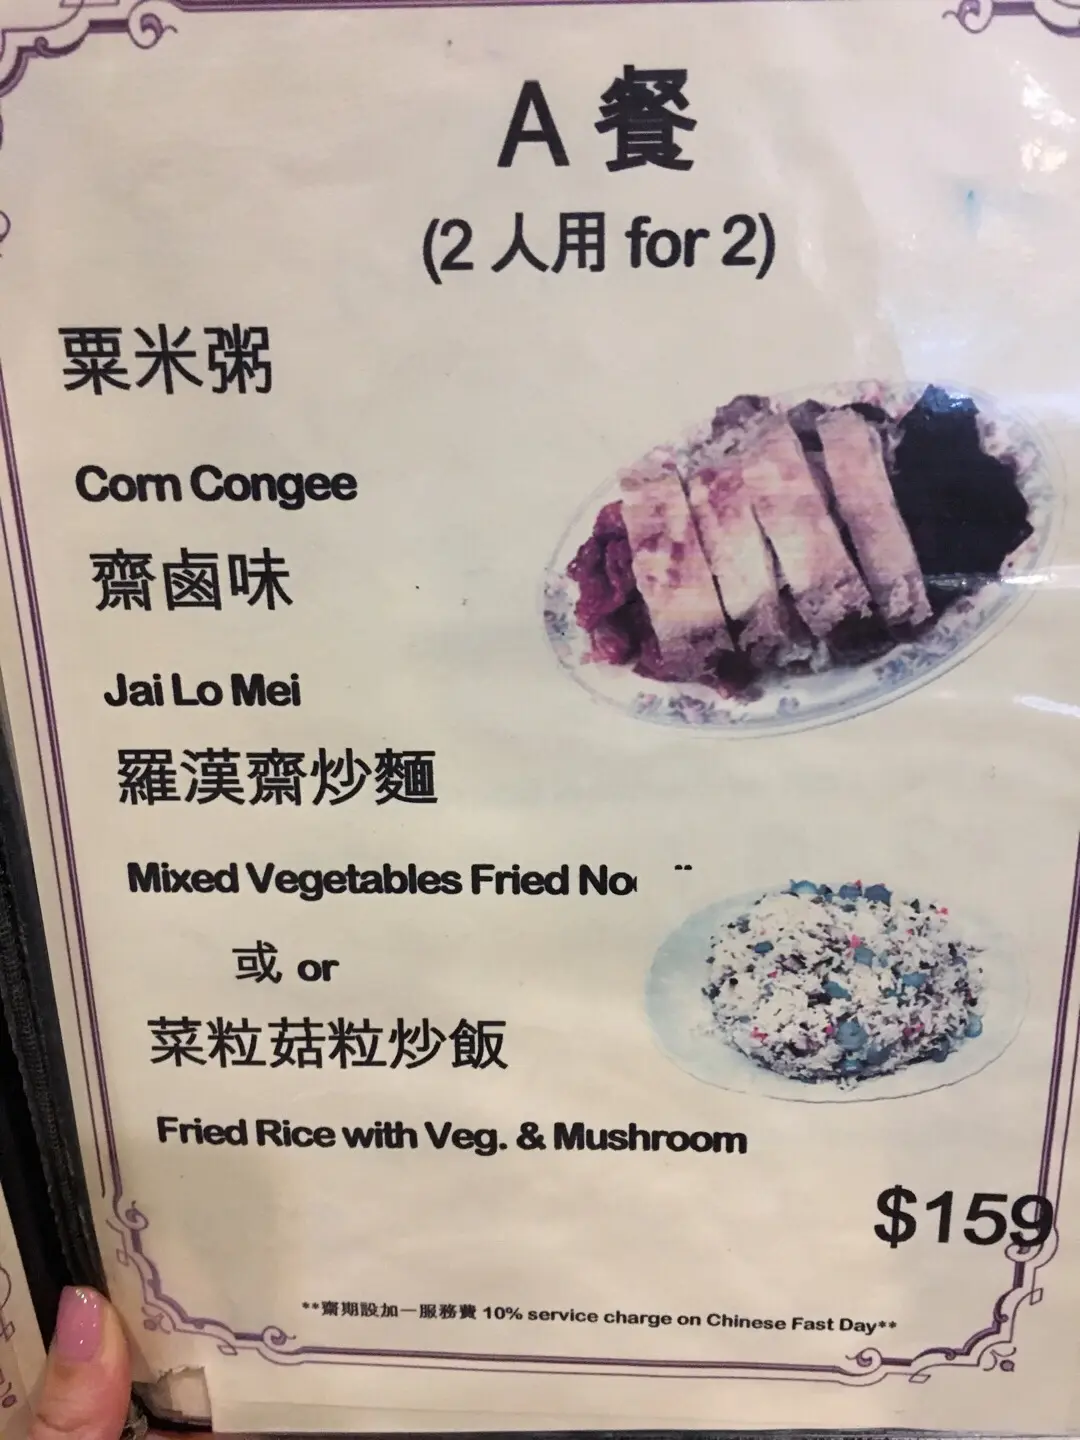 A 餐
(2 人用 for 2)
粟米粥
Corn Congee
齋鹵味
Jai Lo Mei
羅漢齋炒麵
Mixed Vegetables Fried
或 or
菜粒菇粒炒飯
Fried Rice with Veg. & Mushroom
$159
**齋期設加一服務費 10% service charge on Chinese Fast Day**